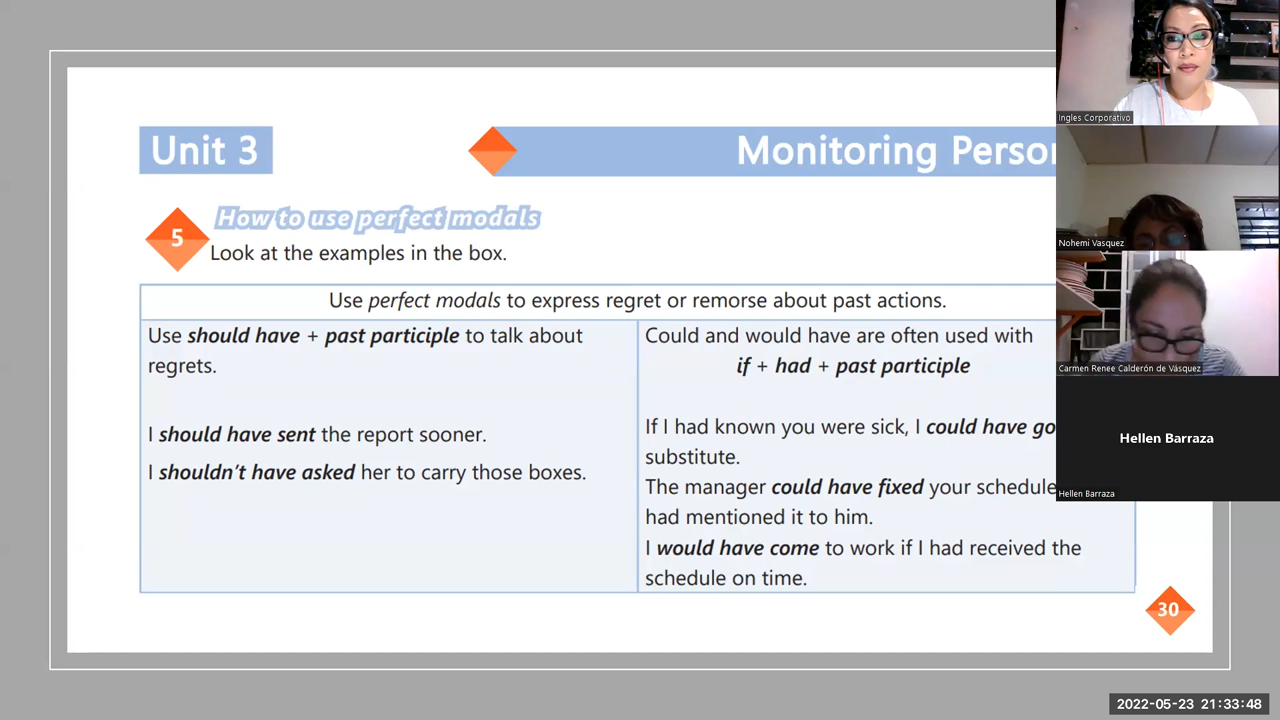 Unit 3
Monitoring Person
How to use perfect modals
5
Look at the examples in the box.
Use perfect modals to express regret or remorse about past actions.
Use should have + past participle to talk about
regrets.
I should have sent the report sooner.
I shouldn't have asked her to carry those boxes.
Could and would have are often used with
if + had + past participle
If I had known you were sick, I could have go
substitute.
The manager could have fixed your schedule
had mentioned it to him.
I would have come to work if I had received the
schedule on time.
30
Ingles Corporativo
Nohemi Vasquez
Carmen Renee Calderón de Vásquez
Hellen Barraza
Hellen Barraza
2022-05-23 21:33:48